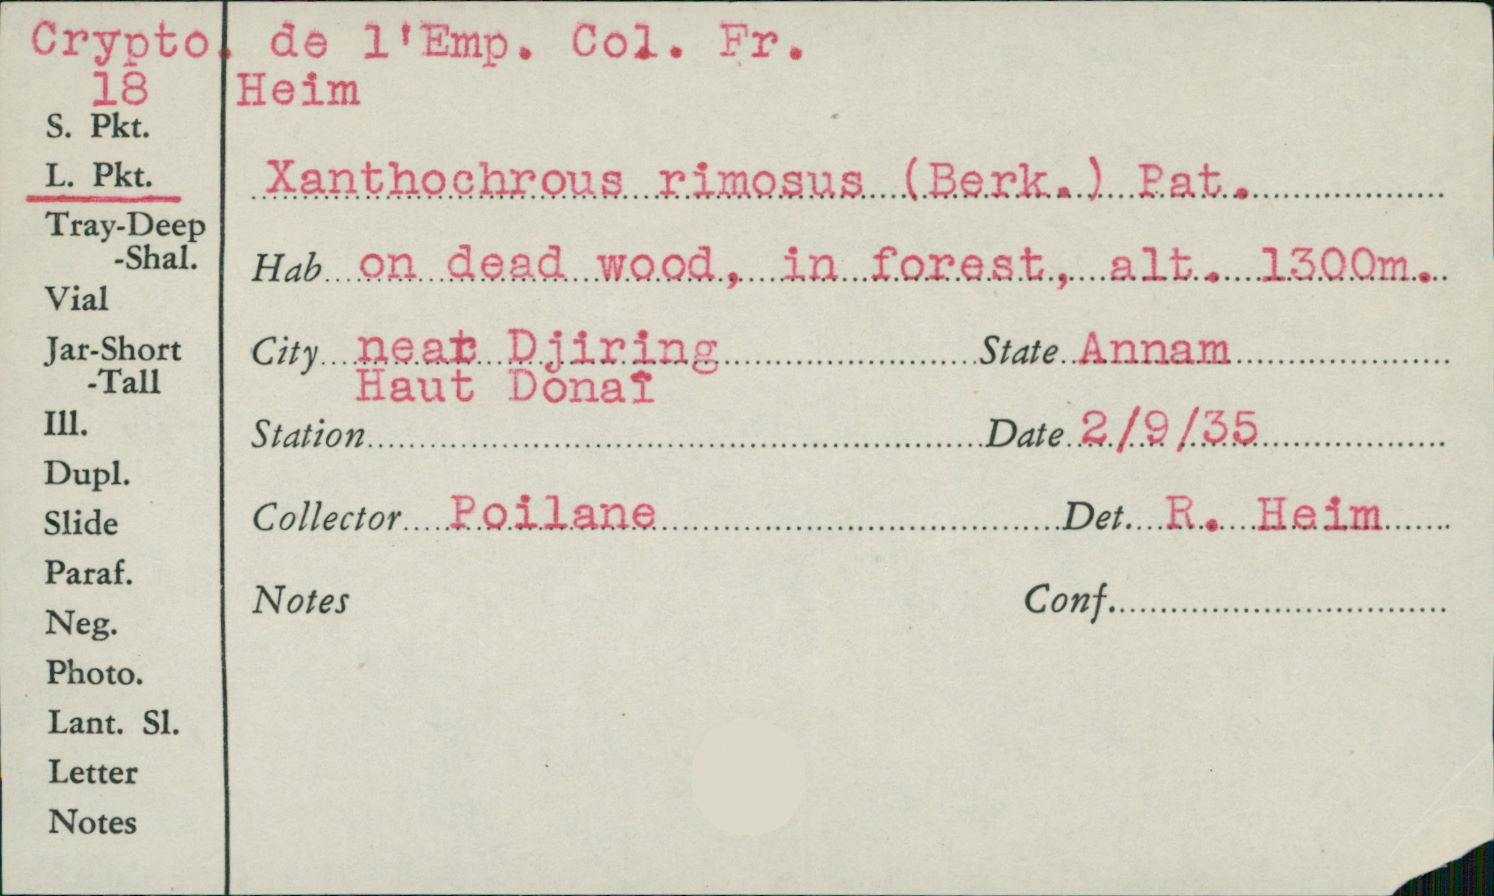 Crypto. de l'Emp. Col. Fr.
18 Heim
S. Pkt.
L. Pkt. Xanthochrous rimosus (Berk.) Pat.
Tray-Deep
-Shal.
Hab on dead wood, in forest, alt. 1300m.
Vial
Jar-Short
-Tall
City near Djiring State Annam
Haut Donaï
Ill.
Station Date 2/9/35
Dupl.
Slide
Collector Poilane Det. R. Heim
Paraf.
Neg.
Notes Conf.
Photo.
Lant. Sl.
Letter
Notes